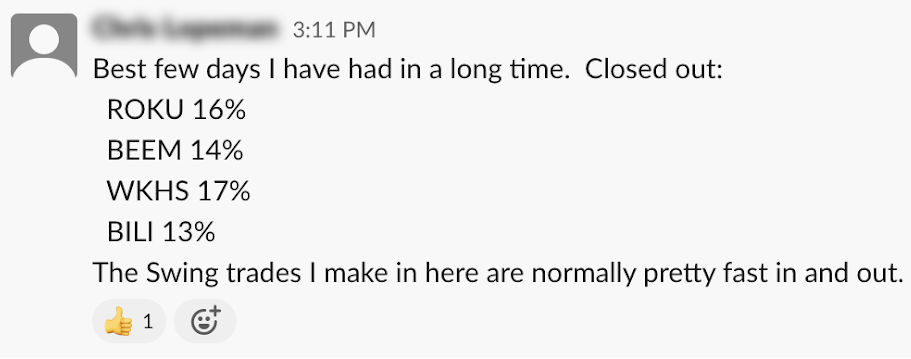 3:11 PM
Best few days I have had in a long time. Closed out:
ROKU 16%
BEEM 14%
WKHS 17%
BILI 13%
The Swing trades I make in here are normally pretty fast in and out.
1